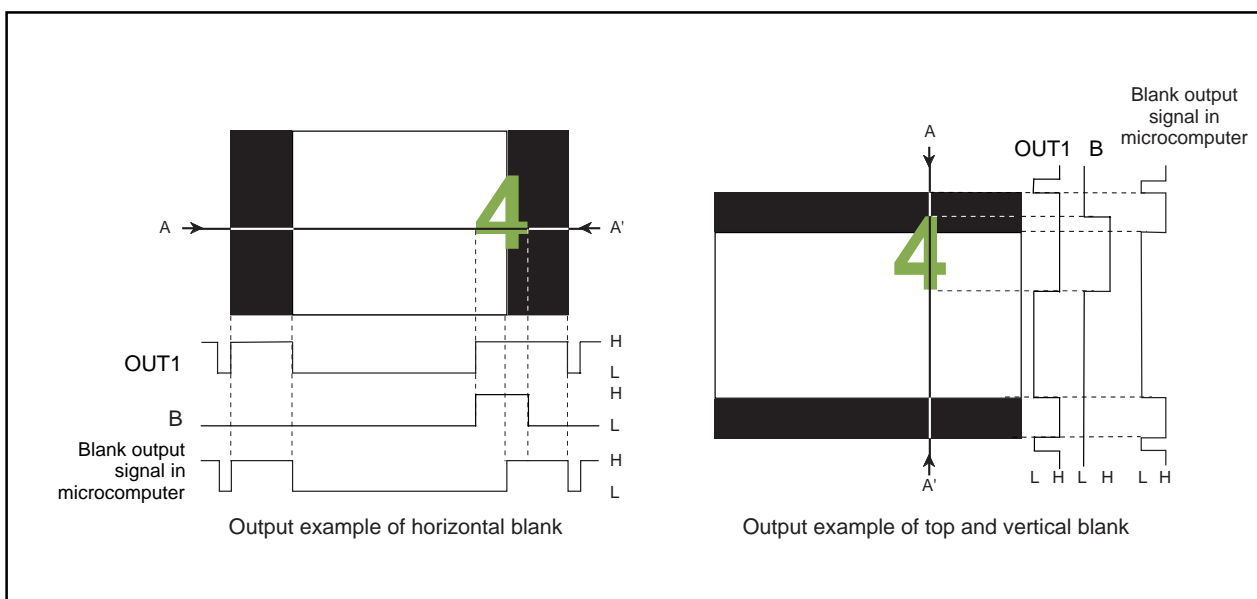 4
A
A'
OUT1
H
L
B
H
L
Blank output
signal in
microcomputer
H
L
Output example of horizontal blank
Blank output
signal in
microcomputer
A
OUT1 B
4
A'
L H L H L H
Output example of top and vertical blank